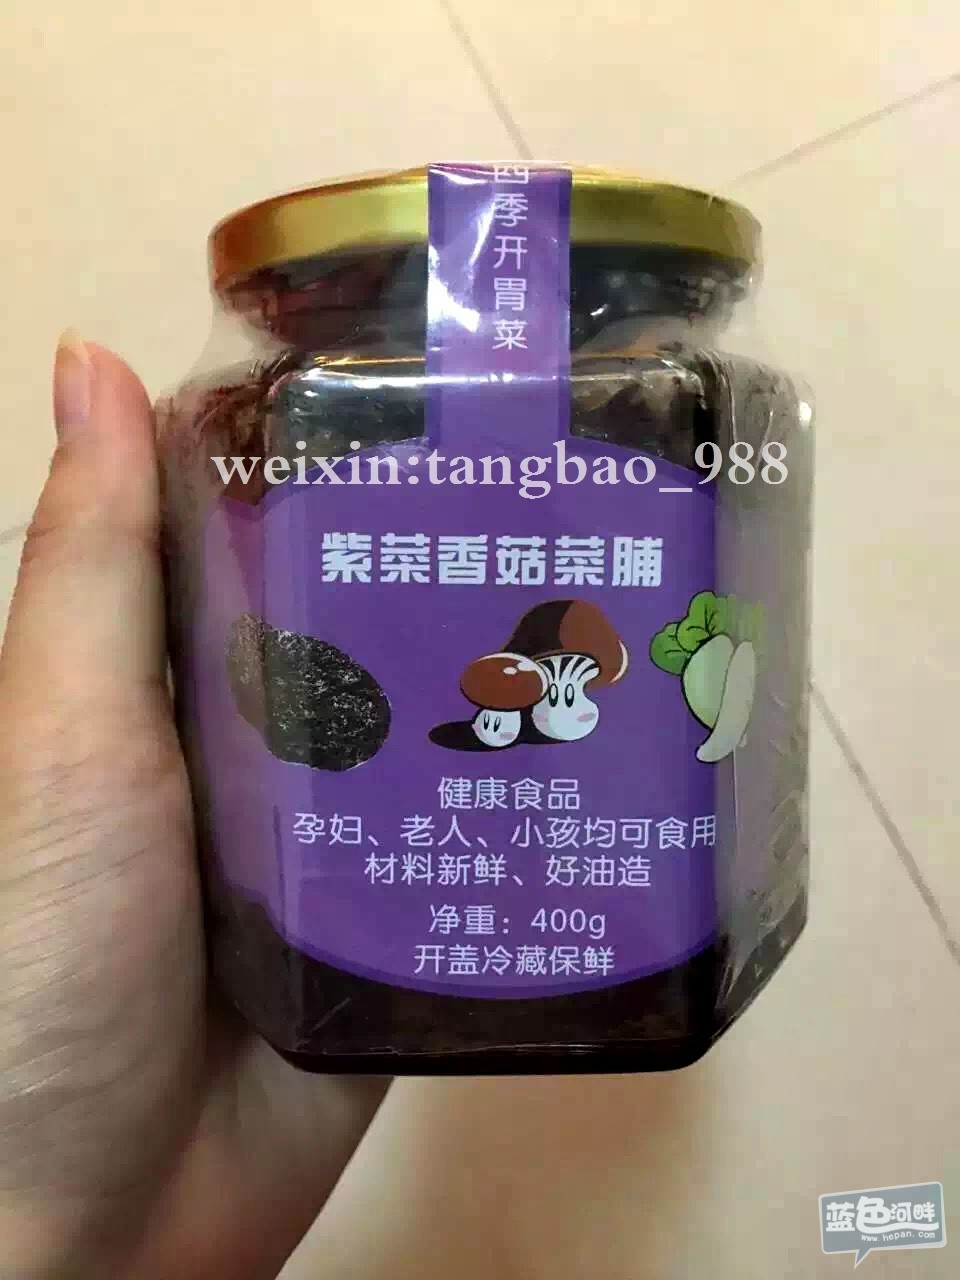 四季开胃菜
weixin:tangbao_988
紫菜香菇菜脯
健康食品
孕妇、老人、小孩均可食用
材料新鲜、好油造
净重：400g
开盖冷藏保鲜
蓝色河畔
www.hepan.com